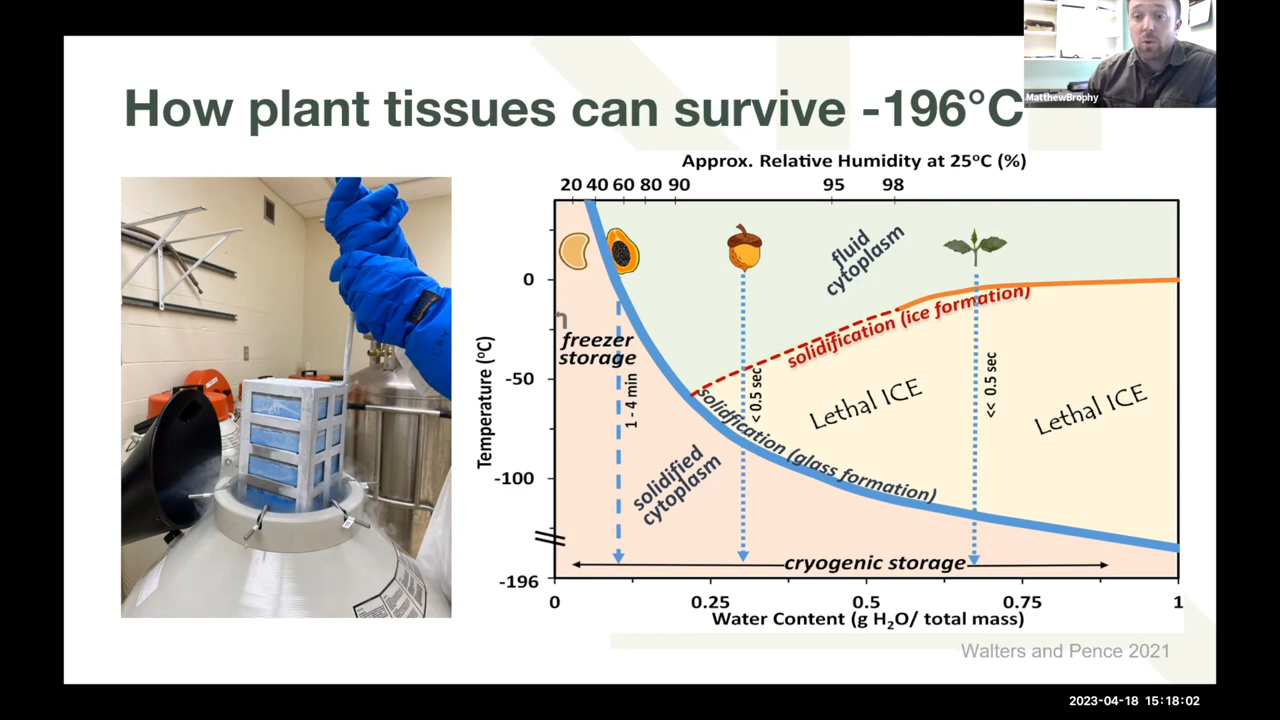 How plant tissues can survive -196°C
MatthewBrophy
Approx. Relative Humidity at 25°C (%)
20 40 60 80 90 95 98
fluid
cytoplasm
0
solidification (ice formation)
freezer
storage
Temperature (°C)
-50
1 - 4 min
< 0.5 sec
<< 0.5 sec
Lethal ICE
Lethal ICE
solidification (glass formation)
solidified
cytoplasm
-100
cryogenic storage
-196
0 0.25 0.5 0.75 1
Water Content (g H₂O/ total mass)
Walters and Pence 2021
2023-04-18 15:18:02